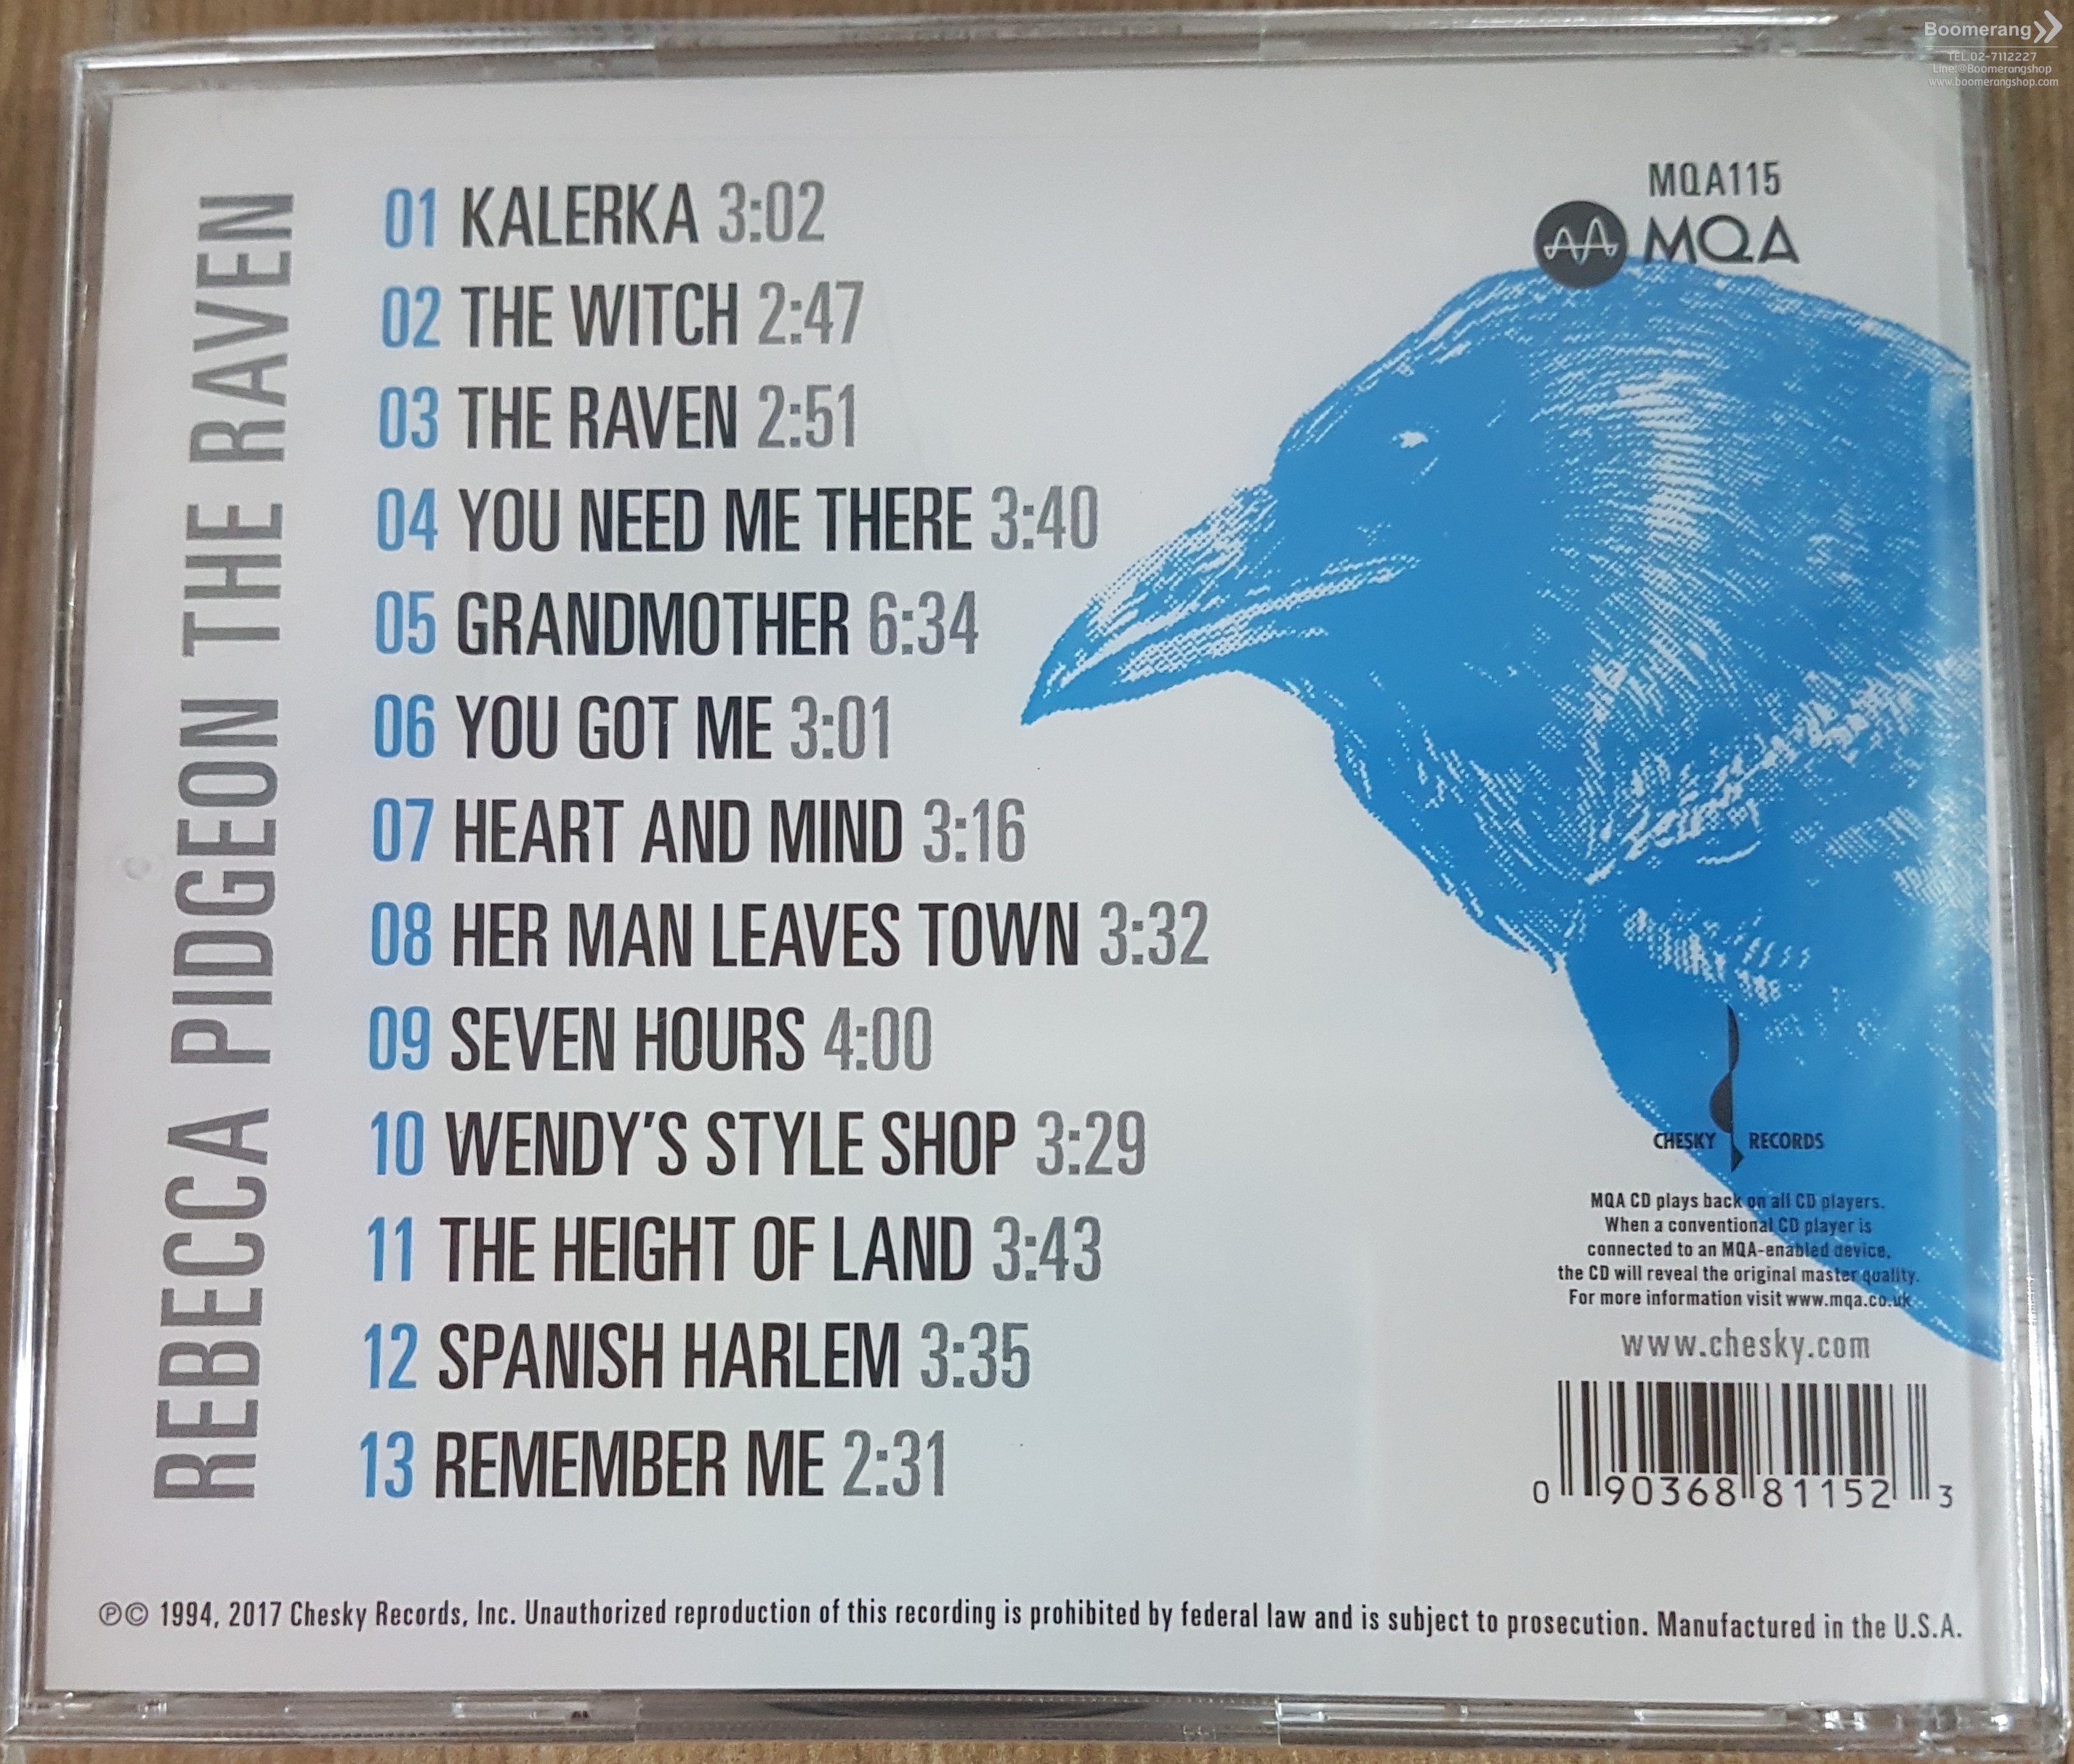 Boomerang
TEL.02-7112227
Line:@Boomerangshop
www.boomerangshop.com
REBECCA PIDGEON THE RAVEN
01 KALERKA 3:02
02 THE WITCH 2:47
03 THE RAVEN 2:51
04 YOU NEED ME THERE 3:40
05 GRANDMOTHER 6:34
06 YOU GOT ME 3:01
07 HEART AND MIND 3:16
08 HER MAN LEAVES TOWN 3:32
09 SEVEN HOURS 4:00
10 WENDY'S STYLE SHOP 3:29
11 THE HEIGHT OF LAND 3:43
12 SPANISH HARLEM 3:35
13 REMEMBER ME 2:31
MQA115
MQA
CHESKY RECORDS
MQA CD plays back on all CD players.
When a conventional CD player is
connected to an MQA-enabled device,
the CD will reveal the original master quality.
For more information visit www.mqa.co.uk
www.chesky.com
0 90368 81152 3
℗© 1994, 2017 Chesky Records, Inc. Unauthorized reproduction of this recording is prohibited by federal law and is subject to prosecution. Manufactured in the U.S.A.